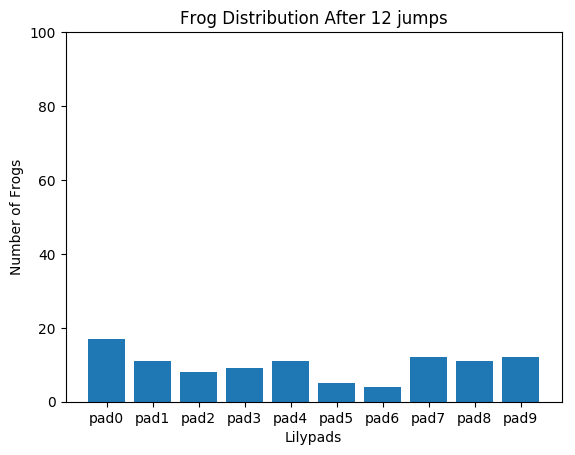 Frog Distribution After 12 jumps
100
80
60
40
20
0
Number of Frogs
pad0 pad1 pad2 pad3 pad4 pad5 pad6 pad7 pad8 pad9
Lilypads